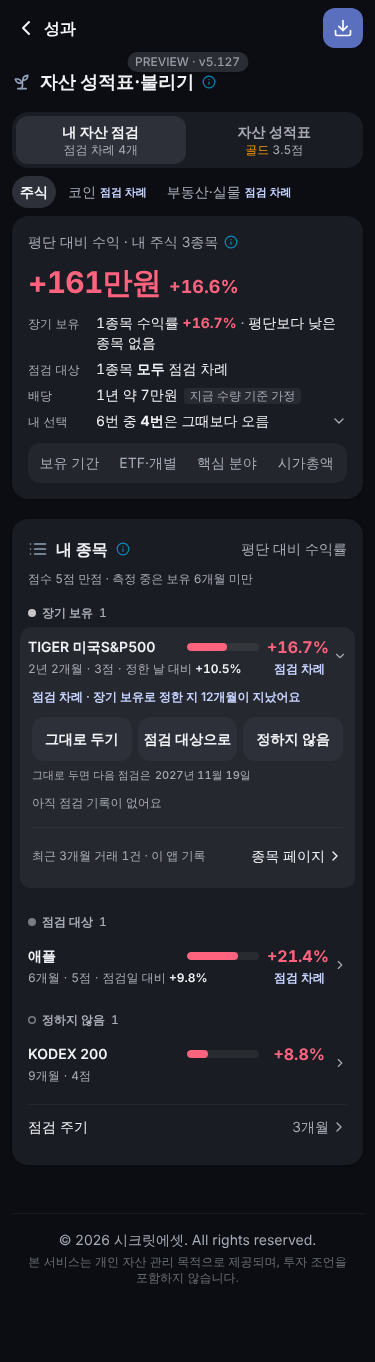 성과
PREVIEW · v5.127
자산 성적표·불리기
내 자산 점검
점검 차례 4개
자산 성적표
골드 3.5점
주식 코인 점검 차례 부동산·실물 점검 차례
평단 대비 수익 · 내 주식 3종목
+161만원 +16.6%
장기 보유 1종목 수익률 +16.7% · 평단보다 낮은
종목 없음
점검 대상 1종목 모두 점검 차례
배당 1년 약 7만원 지금 수량 기준 가정
내 선택 6번 중 4번은 그때보다 오름
보유 기간 ETF·개별 핵심 분야 시가총액
내 종목 평단 대비 수익률
점수 5점 만점 · 측정 중은 보유 6개월 미만
장기 보유 1
TIGER 미국S&P500 +16.7%
2년 2개월 · 3점 · 정한 날 대비 +10.5% 점검 차례
점검 차례 · 장기 보유로 정한 지 12개월이 지났어요
그대로 두기 점검 대상으로 정하지 않음
그대로 두면 다음 점검은 2027년 11월 19일
아직 점검 기록이 없어요
최근 3개월 거래 1건 · 이 앱 기록 종목 페이지
점검 대상 1
애플 +21.4%
6개월 · 5점 · 점검일 대비 +9.8% 점검 차례
정하지 않음 1
KODEX 200 +8.8%
9개월 · 4점
점검 주기 3개월
© 2026 시크릿에셋. All rights reserved.
본 서비스는 개인 자산 관리 목적으로 제공되며, 투자 조언을
포함하지 않습니다.